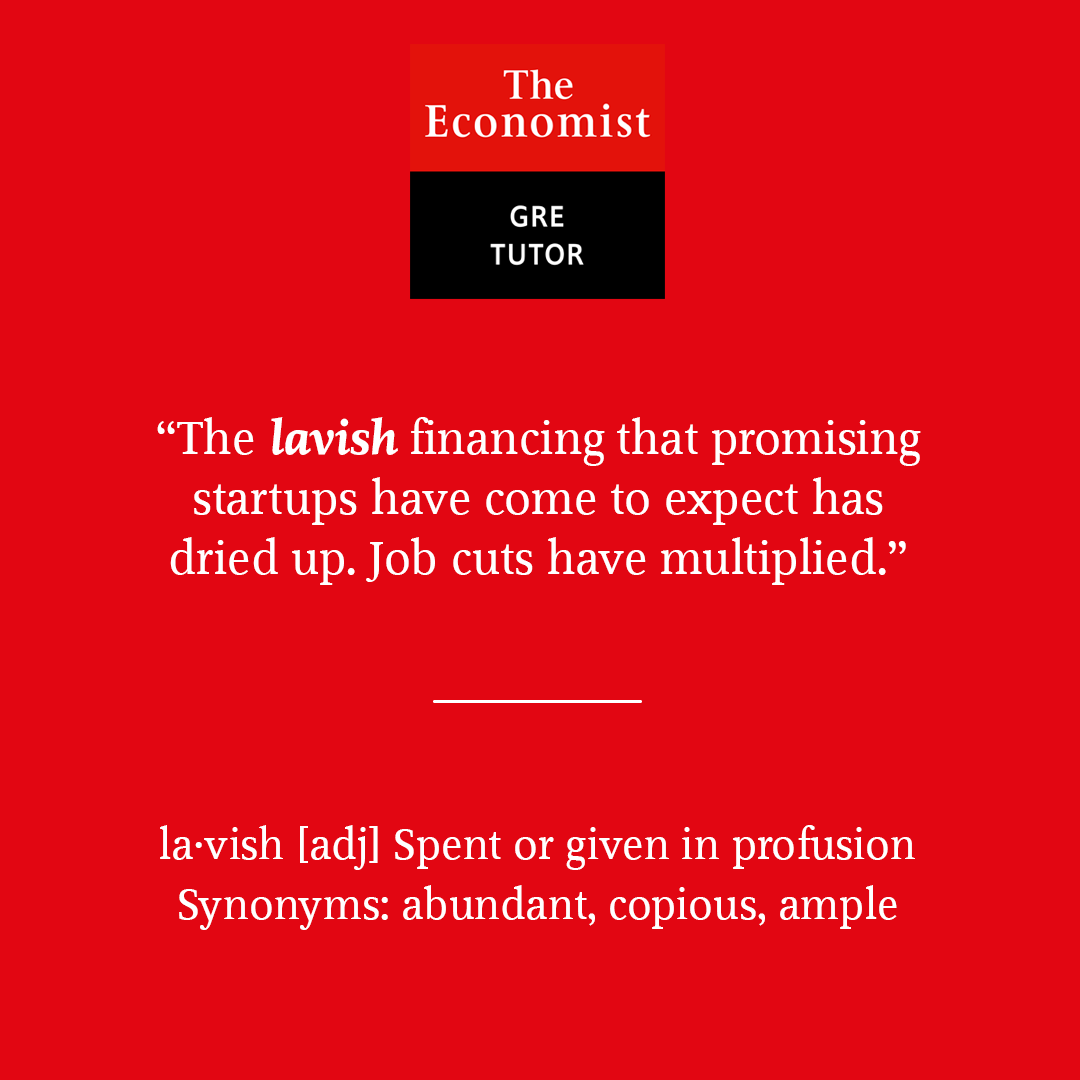 The
Economist
GRE
TUTOR
“The lavish financing that promising
startups have come to expect has
dried up. Job cuts have multiplied.”
la·vish [adj] Spent or given in profusion
Synonyms: abundant, copious, ample